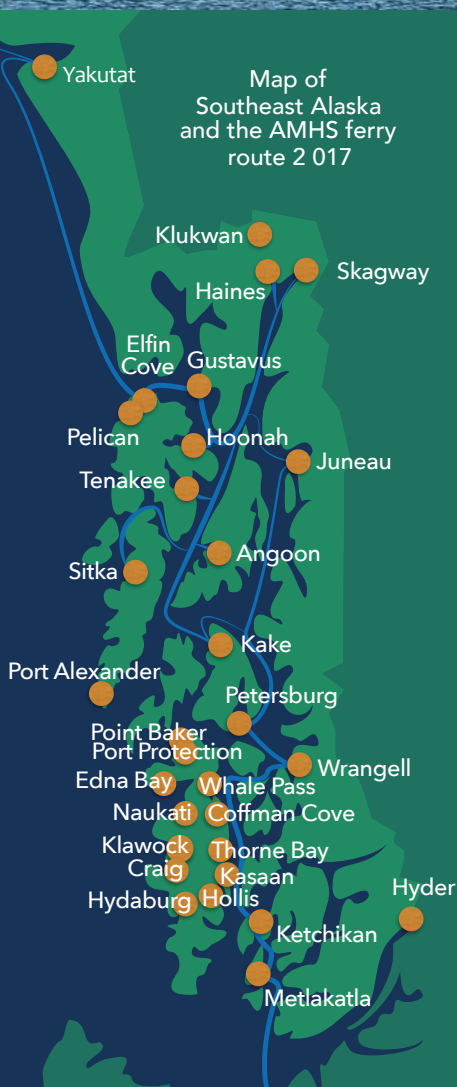 Yakutat
Map of
Southeast Alaska
and the AMHS ferry
route 2 017
Klukwan
Haines
Skagway
Elfin
Cove
Gustavus
Pelican
Hoonah
Juneau
Tenakee
Angoon
Sitka
Kake
Port Alexander
Petersburg
Point Baker
Port Protection
Wrangell
Edna Bay
Whale Pass
Naukati
Coffman Cove
Klawock
Thorne Bay
Craig
Kasaan
Hyder
Hydaburg
Hollis
Ketchikan
Metlakatla